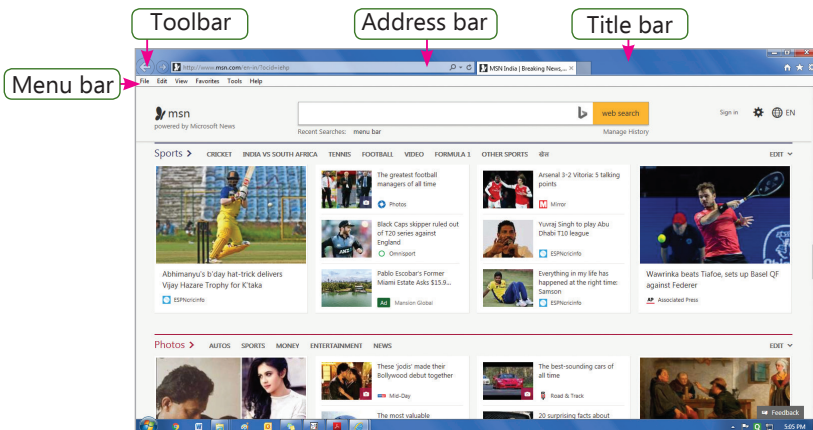 Toolbar
Address bar
Title bar
Menu bar
http://www.msn.com/en-in/?ocid=iehp
MSN India | Breaking News,...
File Edit View Favorites Tools Help
msn
powered by Microsoft News
web search
Sign in
EN
Recent Searches: menu bar
Manage History
Sports > CRICKET INDIA VS SOUTH AFRICA TENNIS FOOTBALL VIDEO FORMULA 1 OTHER SPORTS खेल EDIT
Abhimanyu's b'day hat-trick delivers
Vijay Hazare Trophy for K'taka
ESPNcricinfo
The greatest football
managers of all time
Photos
Black Caps skipper ruled out
of T20 series against
England
Omnisport
Pablo Escobar's Former
Miami Estate Asks $15.9...
Ad Mansion Global
Arsenal 3-2 Vitoria: 5 talking
points
Mirror
Yuvraj Singh to play Abu
Dhabi T10 league
ESPNcricinfo
Everything in my life has
happened at the right time:
Samson
ESPNcricinfo
Wawrinka beats Tiafoe, sets up Basel QF
against Federer
AP Associated Press
Photos > AUTOS SPORTS MONEY ENTERTAINMENT NEWS EDIT
These 'jodis' made their
Bollywood debut together
Mid-Day
The most valuable
The best-sounding cars of
all time
Road & Track
20 surprising facts about
Feedback
5:05 PM